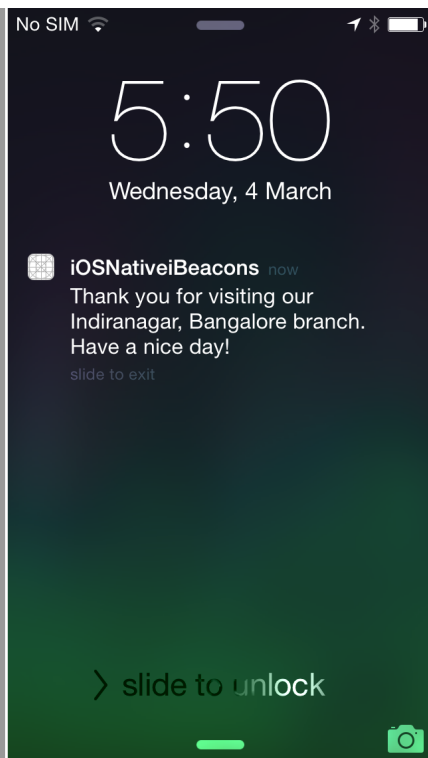 No SIM
5:50
Wednesday, 4 March
iOSNativeiBeacons now
Thank you for visiting our
Indiranagar, Bangalore branch.
Have a nice day!
slide to exit
> slide to unlock